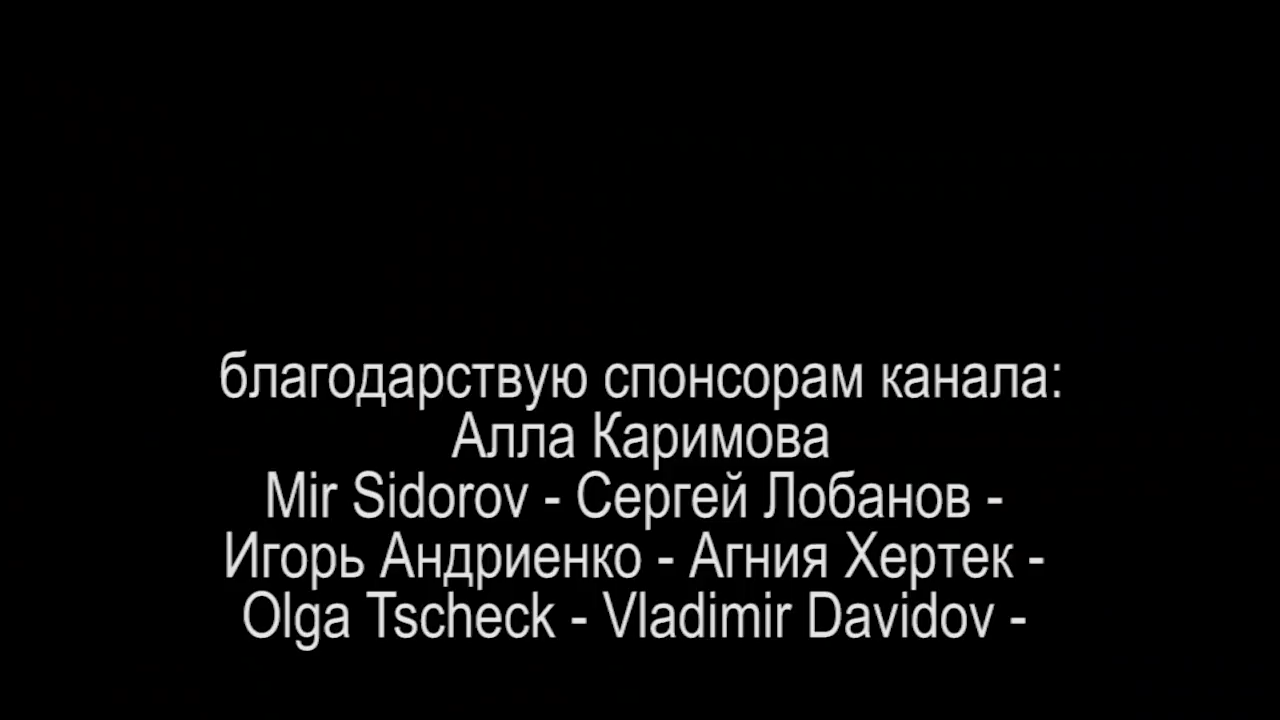 благодарствую спонсорам канала:
Алла Каримова
Mir Sidorov - Сергей Лобанов -
Игорь Андриенко - Агния Хертек -
Olga Tscheck - Vladimir Davidov -